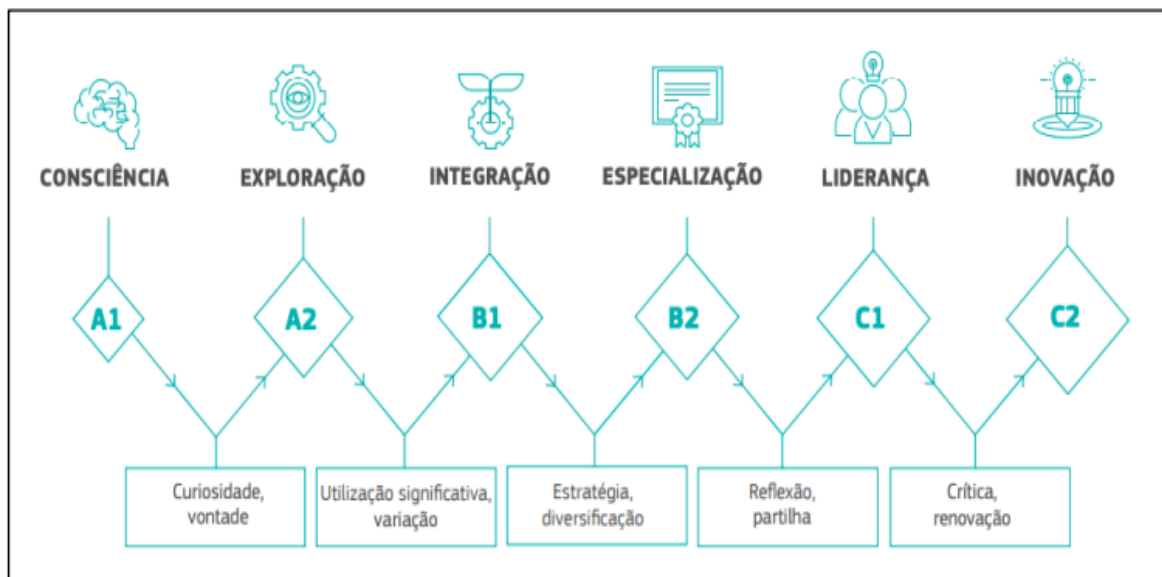 CONSCIÊNCIA
EXPLORAÇÃO
INTEGRAÇÃO
ESPECIALIZAÇÃO
LIDERANÇA
INOVAÇÃO
A1
A2
B1
B2
C1
C2
Curiosidade,
vontade
Utilização significativa,
variação
Estratégia,
diversificação
Reflexão,
partilha
Crítica,
renovação